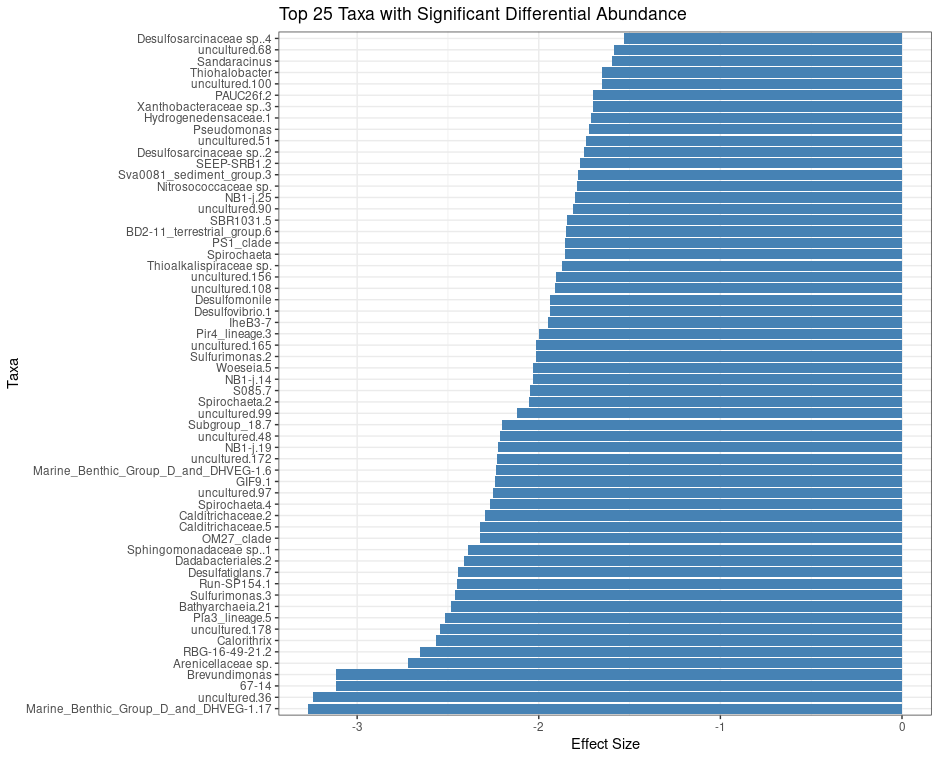 Top 25 Taxa with Significant Differential Abundance
Desulfosarcinaceae sp..4
uncultured.68
Sandaracinus
Thiohalobacter
uncultured.100
PAUC26f.2
Xanthobacteraceae sp..3
Hydrogenedensaceae.1
Pseudomonas
uncultured.51
Desulfosarcinaceae sp..2
SEEP-SRB1.2
Sva0081_sediment_group.3
Nitrosococcaceae sp.
NB1-j.25
uncultured.90
SBR1031.5
BD2-11_terrestrial_group.6
PS1_clade
Spirochaeta
Thioalkalispiraceae sp.
uncultured.156
uncultured.108
Desulfomonile
Desulfovibrio.1
IheB3-7
Pir4_lineage.3
uncultured.165
Sulfurimonas.2
Woeseia.5
NB1-j.14
S085.7
Spirochaeta.2
uncultured.99
Subgroup_18.7
uncultured.48
NB1-j.19
uncultured.172
Marine_Benthic_Group_D_and_DHVEG-1.6
GIF9.1
uncultured.97
Spirochaeta.4
Calditrichaceae.2
Calditrichaceae.5
OM27_clade
Sphingomonadaceae sp..1
Dadabacteriales.2
Desulfatiglans.7
Run-SP154.1
Sulfurimonas.3
Bathyarchaeia.21
Pla3_lineage.5
uncultured.178
Calorithrix
RBG-16-49-21.2
Arenicellaceae sp.
Brevundimonas
67-14
uncultured.36
Marine_Benthic_Group_D_and_DHVEG-1.17
Taxa
-3
-2
-1
0
Effect Size